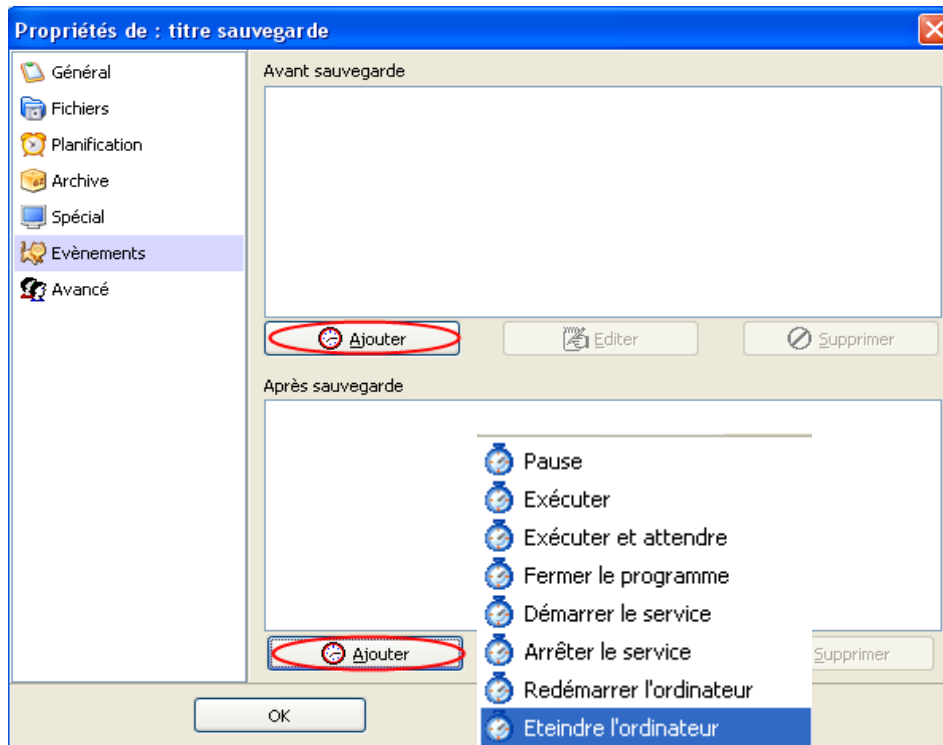 Propriétés de : titre sauvegarde
Général
Fichiers
Planification
Archive
Spécial
Evènements
Avancé
Avant sauvegarde
Ajouter
Editer
Supprimer
Après sauvegarde
Pause
Exécuter
Exécuter et attendre
Fermer le programme
Démarrer le service
Arrêter le service
Redémarrer l'ordinateur
Eteindre l'ordinateur
Ajouter
Supprimer
OK